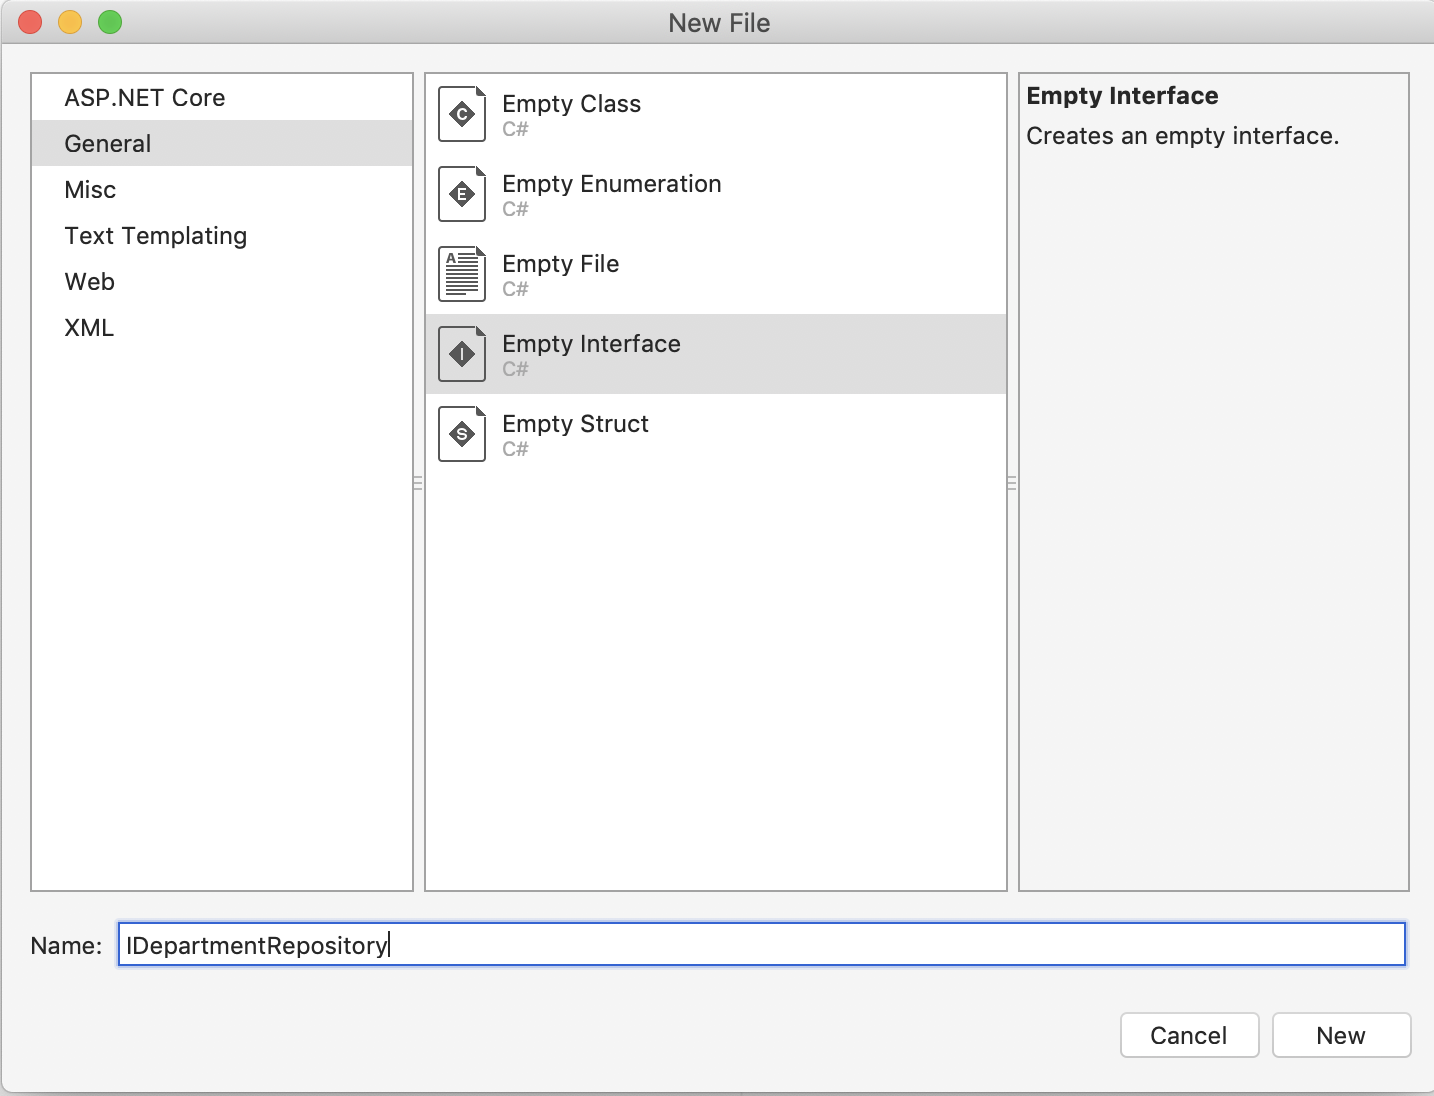 New File
ASP.NET Core
General
Misc
Text Templating
Web
XML
C
Empty Class
C#
E
Empty Enumeration
C#
A
Empty File
C#
I
Empty Interface
C#
S
Empty Struct
C#
Empty Interface
Creates an empty interface.
Name: IDepartmentRepository
Cancel New